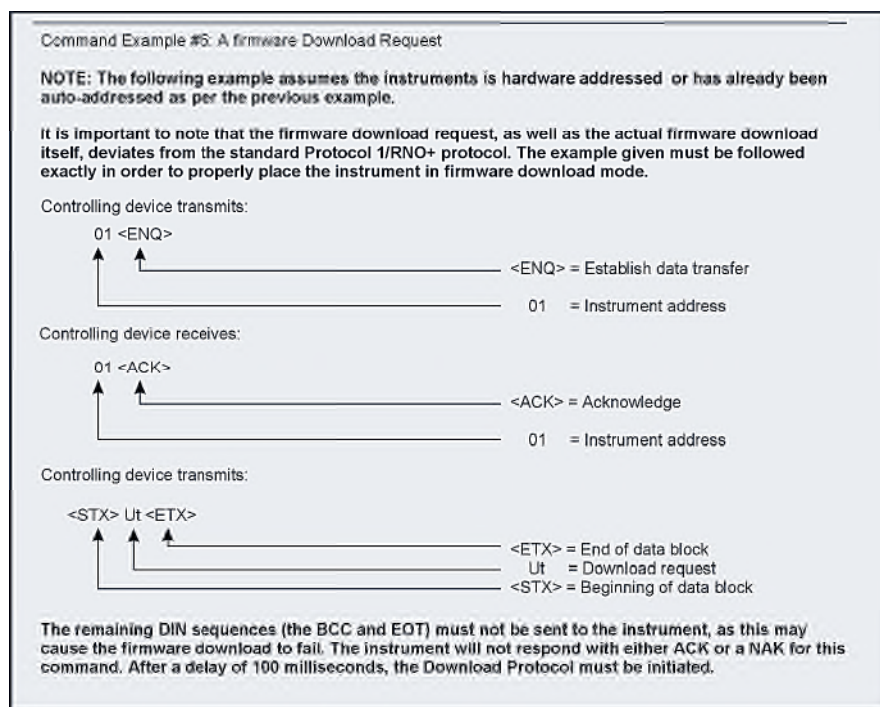 Command Example #6: A firmware Download Request
NOTE: The following example assumes the instruments is hardware addressed or has already been
auto-addressed as per the previous example.
It is important to note that the firmware download request, as well as the actual firmware download
itself, deviates from the standard Protocol 1/RNO+ protocol. The example given must be followed
exactly in order to properly place the instrument in firmware download mode.
Controlling device transmits:
01 <ENQ>
<ENQ> = Establish data transfer
01 = Instrument address
Controlling device receives:
01 <ACK>
<ACK> = Acknowledge
01 = Instrument address
Controlling device transmits:
<STX> Ut <ETX>
<ETX> = End of data block
Ut = Download request
<STX> = Beginning of data block
The remaining DIN sequences (the BCC and EOT) must not be sent to the instrument, as this may
cause the firmware download to fail. The instrument will not respond with either ACK or a NAK for this
command. After a delay of 100 milliseconds, the Download Protocol must be initiated.